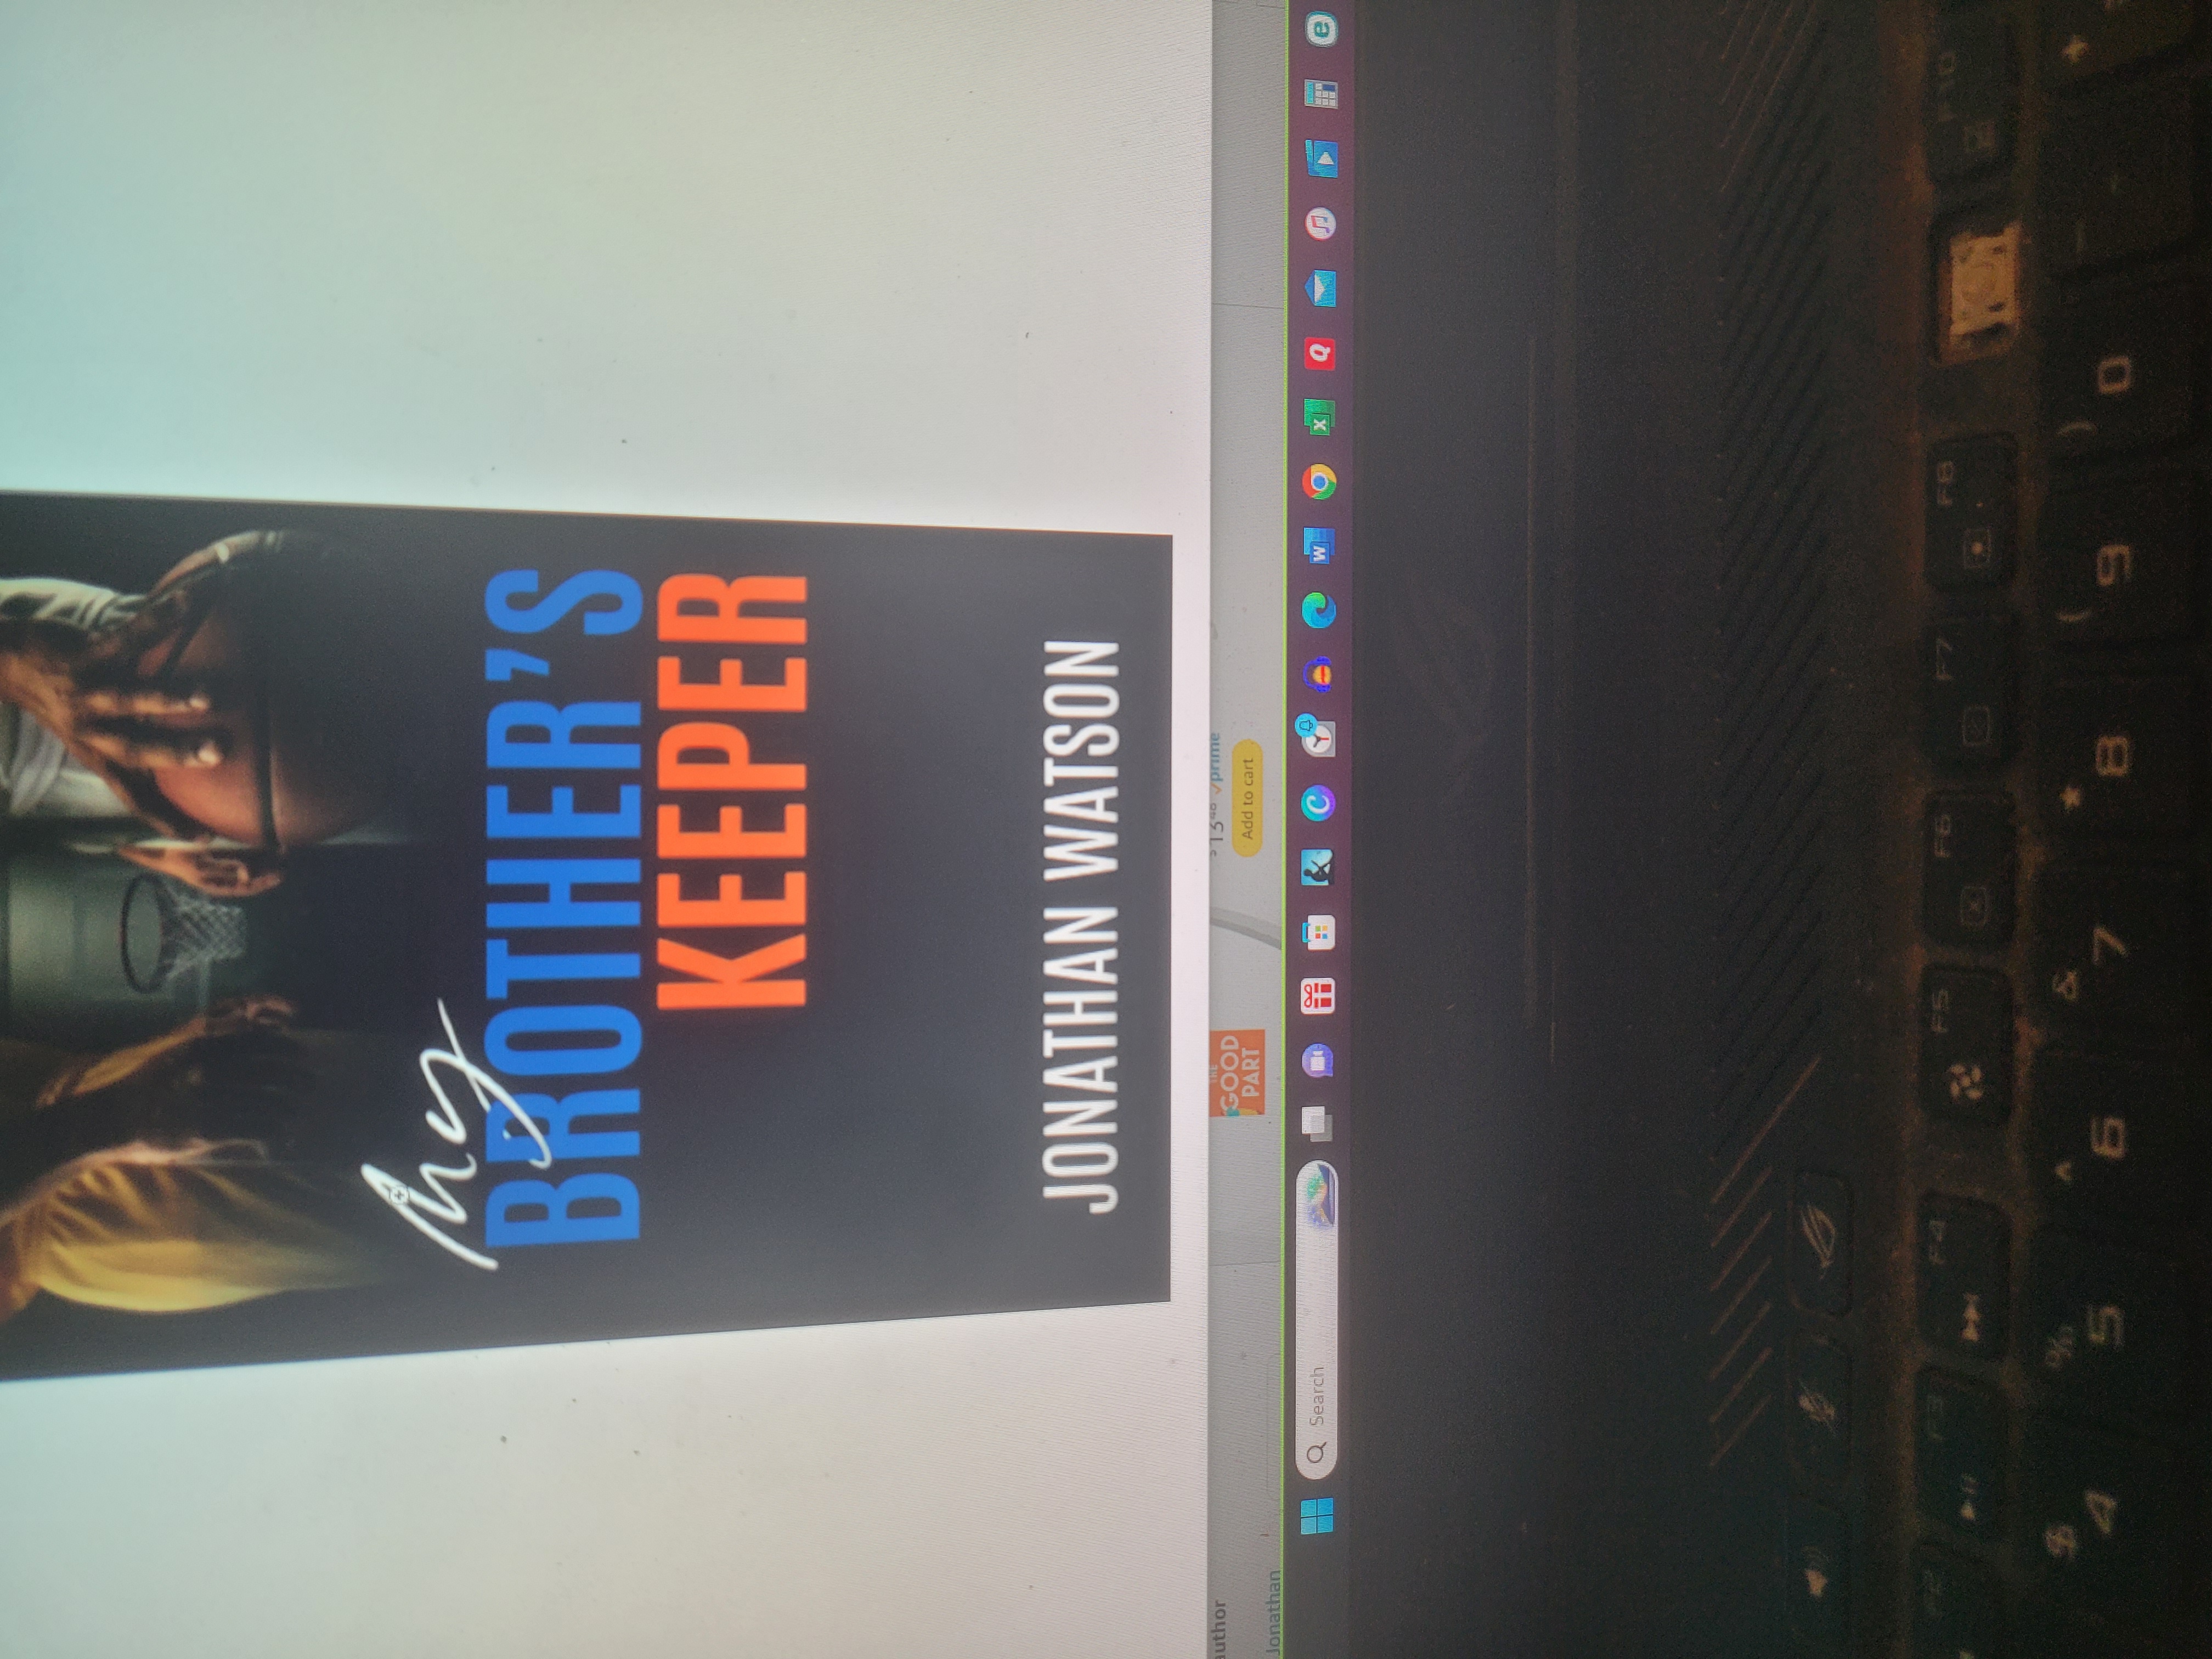 My
BROTHER'S
KEEPER
JONATHAN WATSON
author
Jonathan
THE
GOOD
PART
$13.48 prime
Add to cart
Search
F2
F3
F4
F5
F6
F7
F8
F10
$
4
%
5
^
6
&
7
*
8
(
9
)
0
-
+